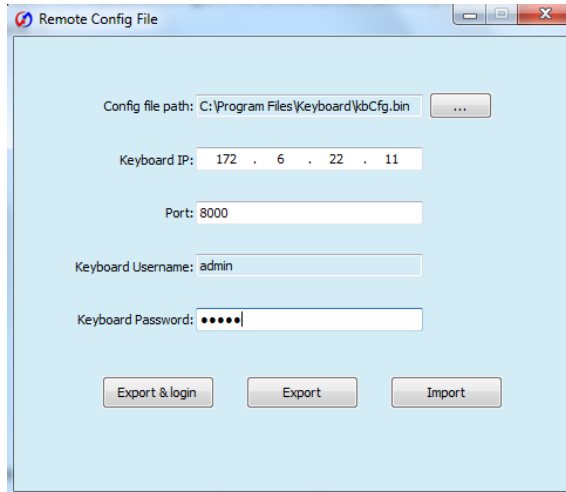 Remote Config File
Config file path: C:\Program Files\Keyboard\kbCfg.bin ...
Keyboard IP: 172 . 6 . 22 . 11
Port: 8000
Keyboard Username: admin
Keyboard Password: •••••
Export & login Export Import